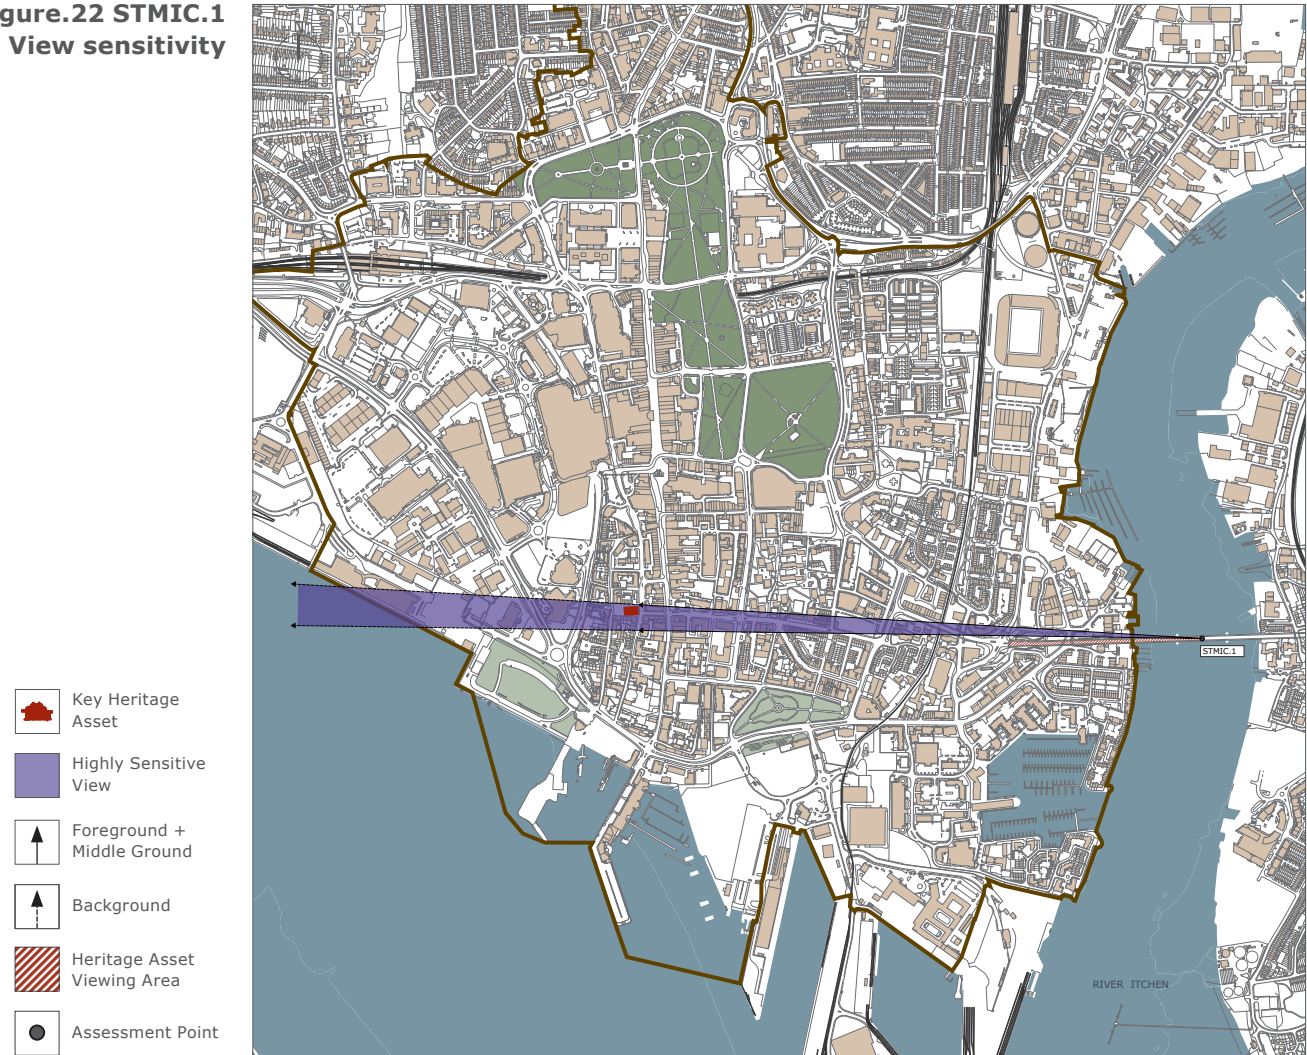 gure.22 STMIC.1
View sensitivity
STMIC.1
Key Heritage
Asset
Highly Sensitive
View
Foreground +
Middle Ground
Background
Heritage Asset
Viewing Area
Assessment Point
RIVER ITCHEN